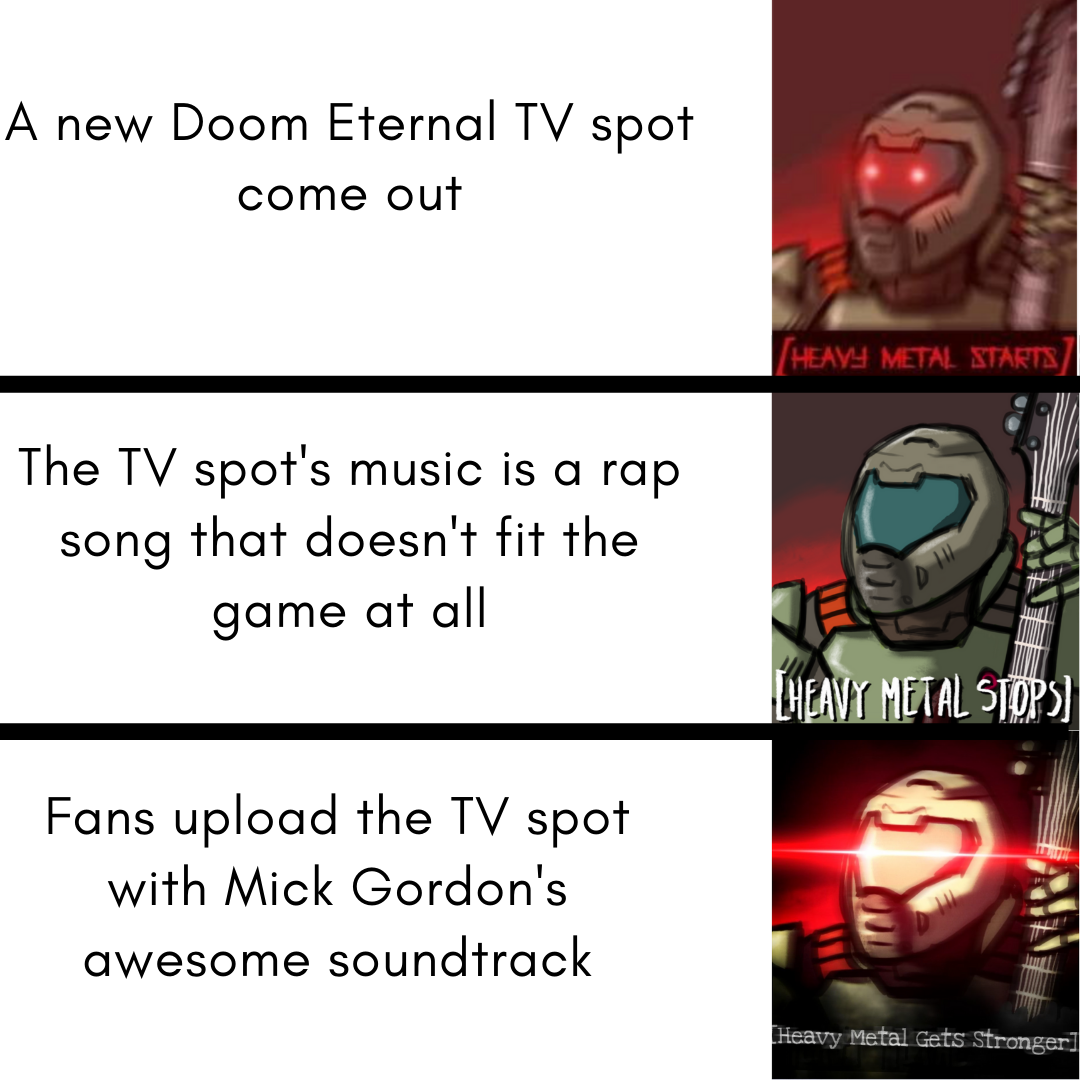 A new Doom Eternal TV spot
come out
[HEAVY METAL STARTS]
The TV spot's music is a rap
song that doesn't fit the
game at all
[HEAVY METAL STOPS]
Fans upload the TV spot
with Mick Gordon's
awesome soundtrack
[Heavy Metal Gets Stronger]